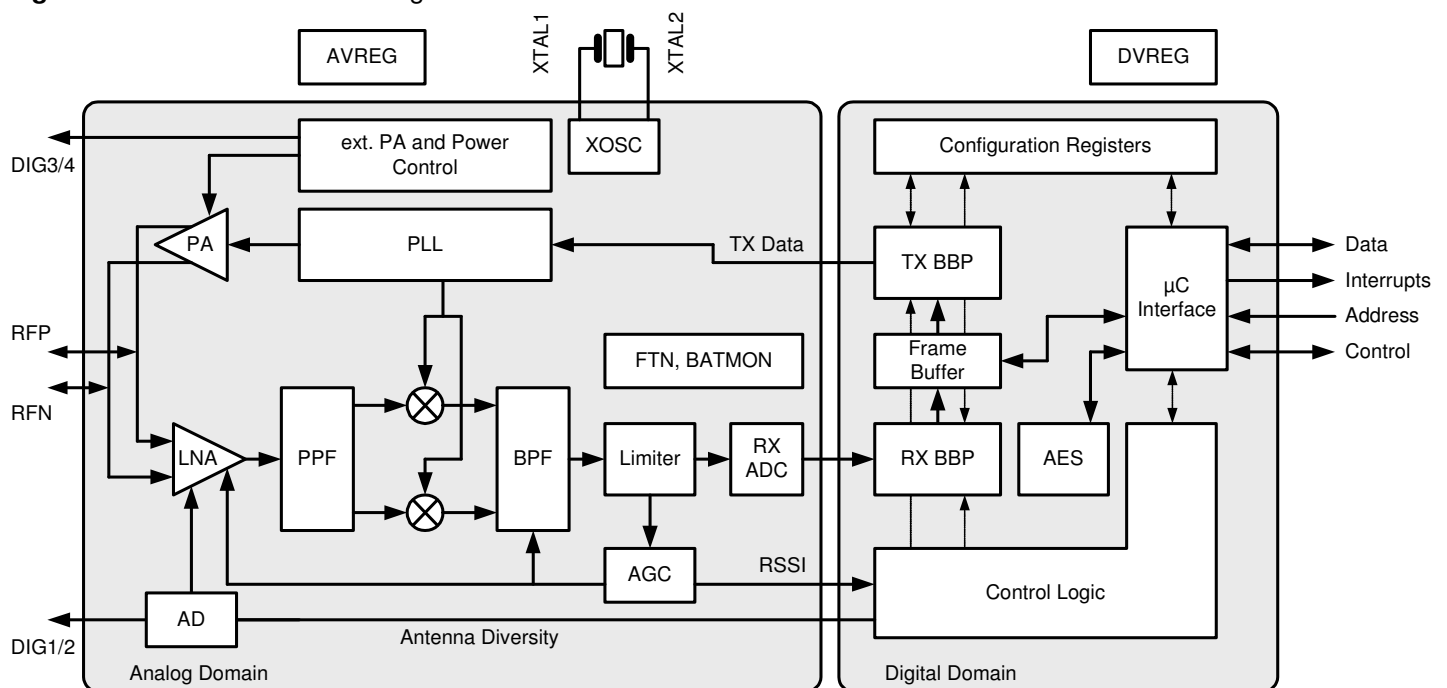 XTAL1
XTAL2
AVREG
DVREG
ext. PA and Power
Control
XOSC
Configuration Registers
DIG3/4
PA
PLL
TX Data
TX BBP
µC
Interface
Data
Interrupts
Address
Control
RFP
RFN
FTN, BATMON
Frame
Buffer
LNA
PPF
BPF
Limiter
RX
ADC
RX BBP
AES
AGC
RSSI
Control Logic
AD
DIG1/2
Antenna Diversity
Analog Domain
Digital Domain